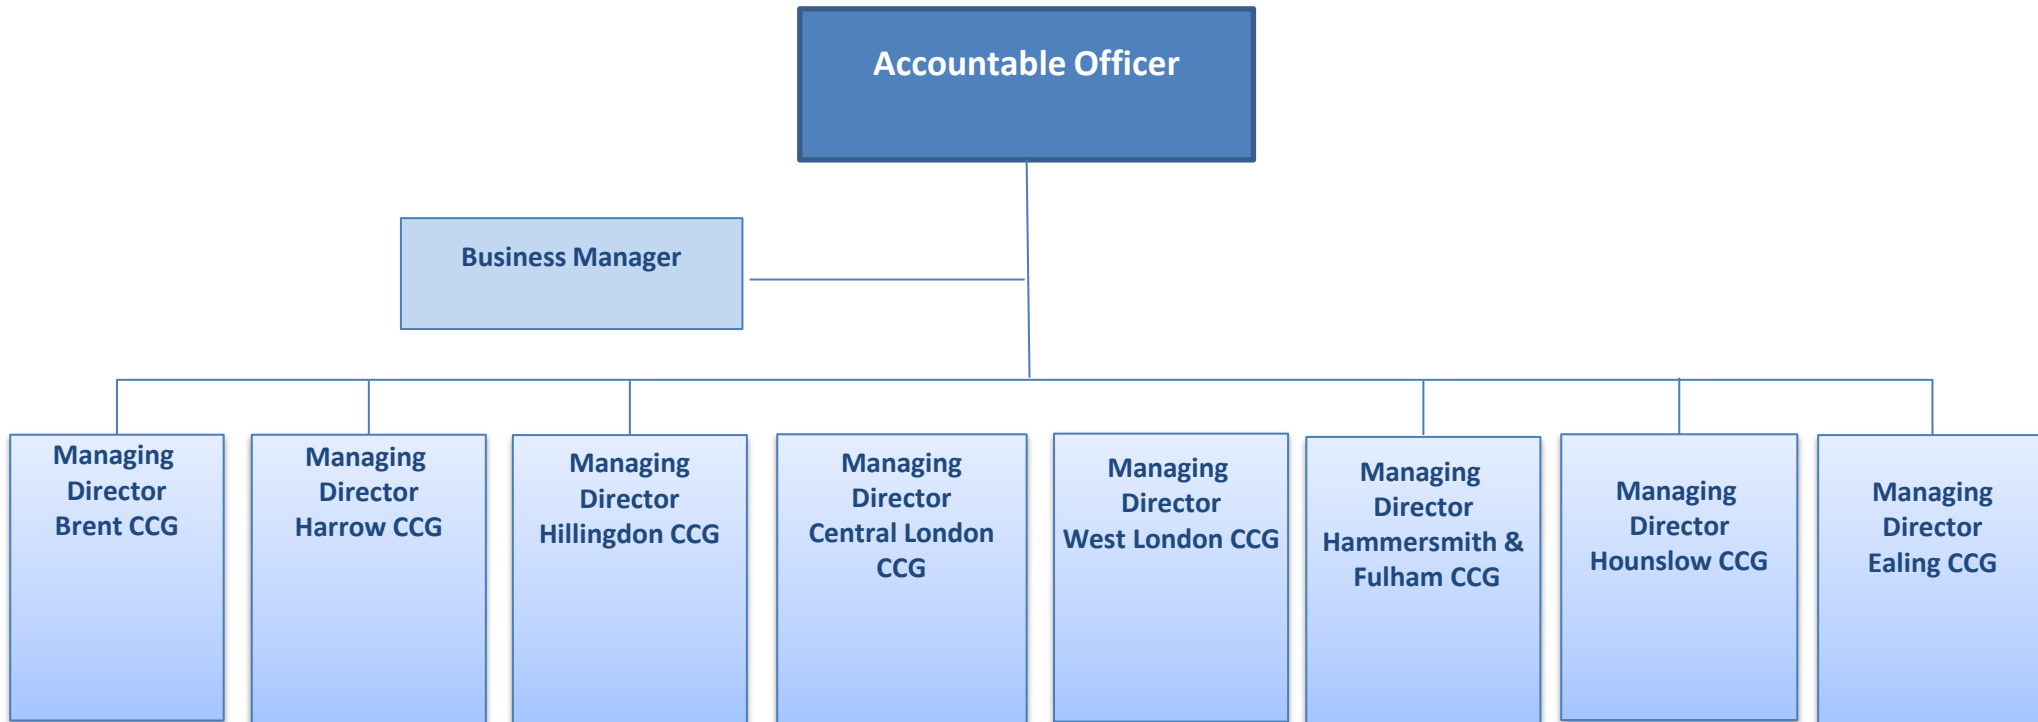 Accountable Officer
Business Manager
Managing
Director
Brent CCG
Managing
Director
Harrow CCG
Managing
Director
Hillingdon CCG
Managing
Director
Central London
CCG
Managing
Director
West London CCG
Managing
Director
Hammersmith &
Fulham CCG
Managing
Director
Hounslow CCG
Managing
Director
Ealing CCG